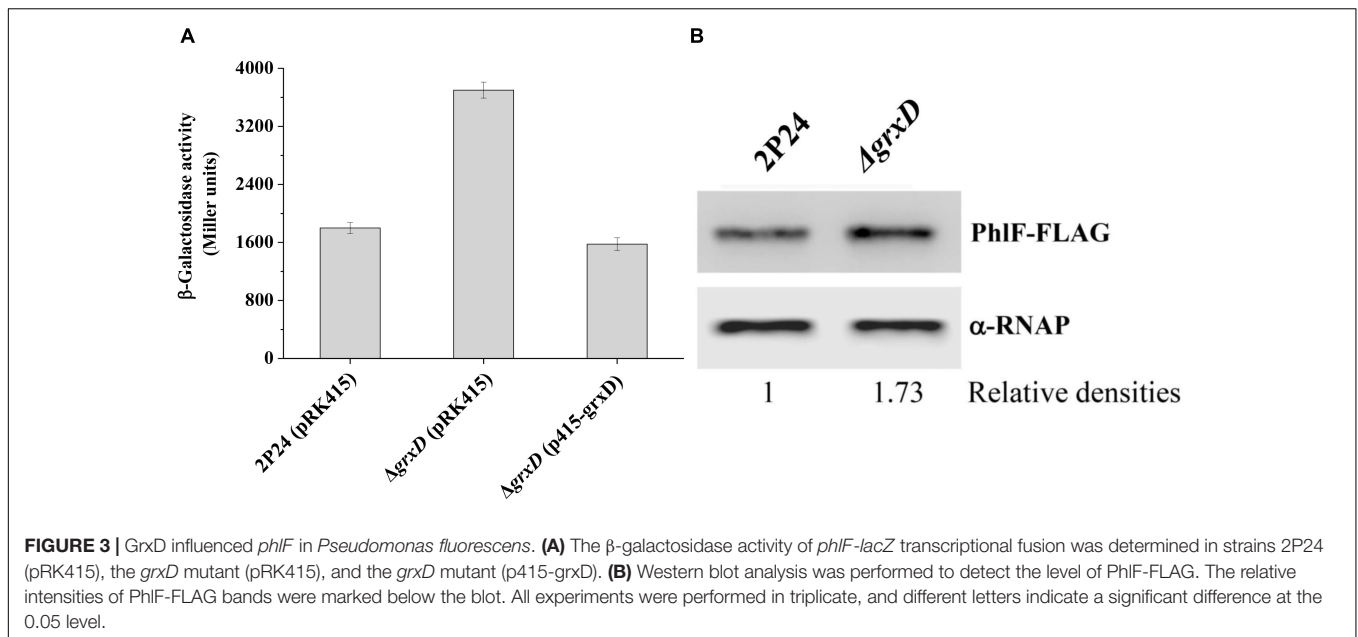 A
B
4000
3200
2400
1600
800
0
β-Galactosidase activity
(Miller units)
2P24 (pRK415)
ΔgrxD (pRK415)
ΔgrxD (p415-grxD)
2P24
ΔgrxD
PhlF-FLAG
α-RNAP
1 1.73 Relative densities
FIGURE 3 | GrxD influenced phlF in Pseudomonas fluorescens. (A) The β-galactosidase activity of phlF-lacZ transcriptional fusion was determined in strains 2P24
(pRK415), the grxD mutant (pRK415), and the grxD mutant (p415-grxD). (B) Western blot analysis was performed to detect the level of PhlF-FLAG. The relative
intensities of PhlF-FLAG bands were marked below the blot. All experiments were performed in triplicate, and different letters indicate a significant difference at the
0.05 level.